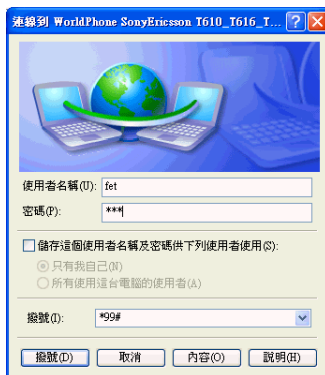 連線到 WorldPhone SonyEricsson T610_T616_T...
使用者名稱(U): fet
密碼(P): ***
儲存這個使用者名稱及密碼供下列使用者使用(S):
只有我自己(N)
所有使用這台電腦的使用者(A)
撥號(I): *99#
撥號(D) 取消 內容(O) 說明(H)